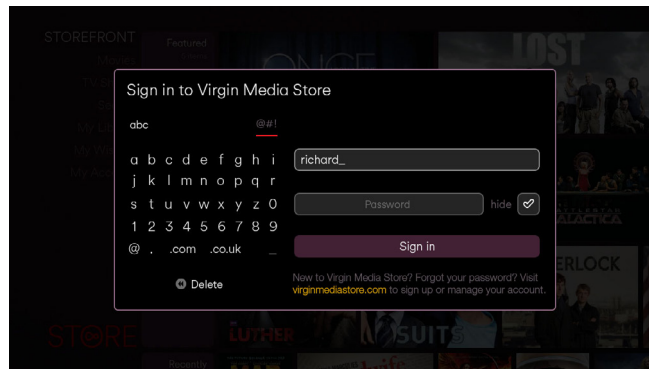 STOREFRONT
Featured
ONCE
LOST
Sign in to Virgin Media Store
abc @#!
a b c d e f g h i
richard_
j k l m n o p q r
s t u v w x y z 0
Password hide
1 2 3 4 5 6 7 8 9
@ . .com .co.uk _
Sign in
Delete
New to Virgin Media Store? Forgot your password? Visit
virginmediastore.com to sign up or manage your account.
GALACTICA
STORE
LUTHER
SUITS
Recently